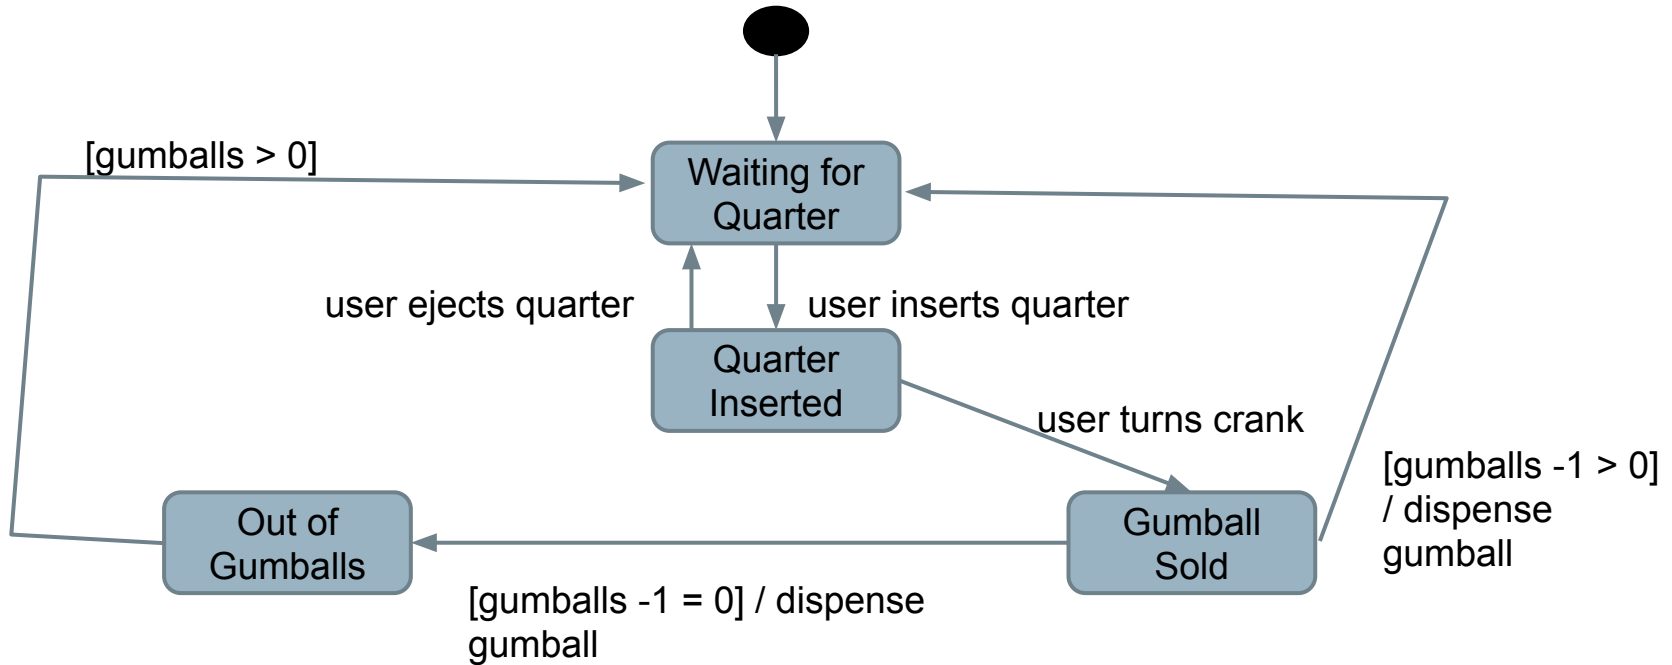 [gumballs > 0]
Waiting for
Quarter
user ejects quarter
user inserts quarter
Quarter
Inserted
user turns crank
[gumballs -1 > 0]
/ dispense
gumball
Out of
Gumballs
Gumball
Sold
[gumballs -1 = 0] / dispense
gumball